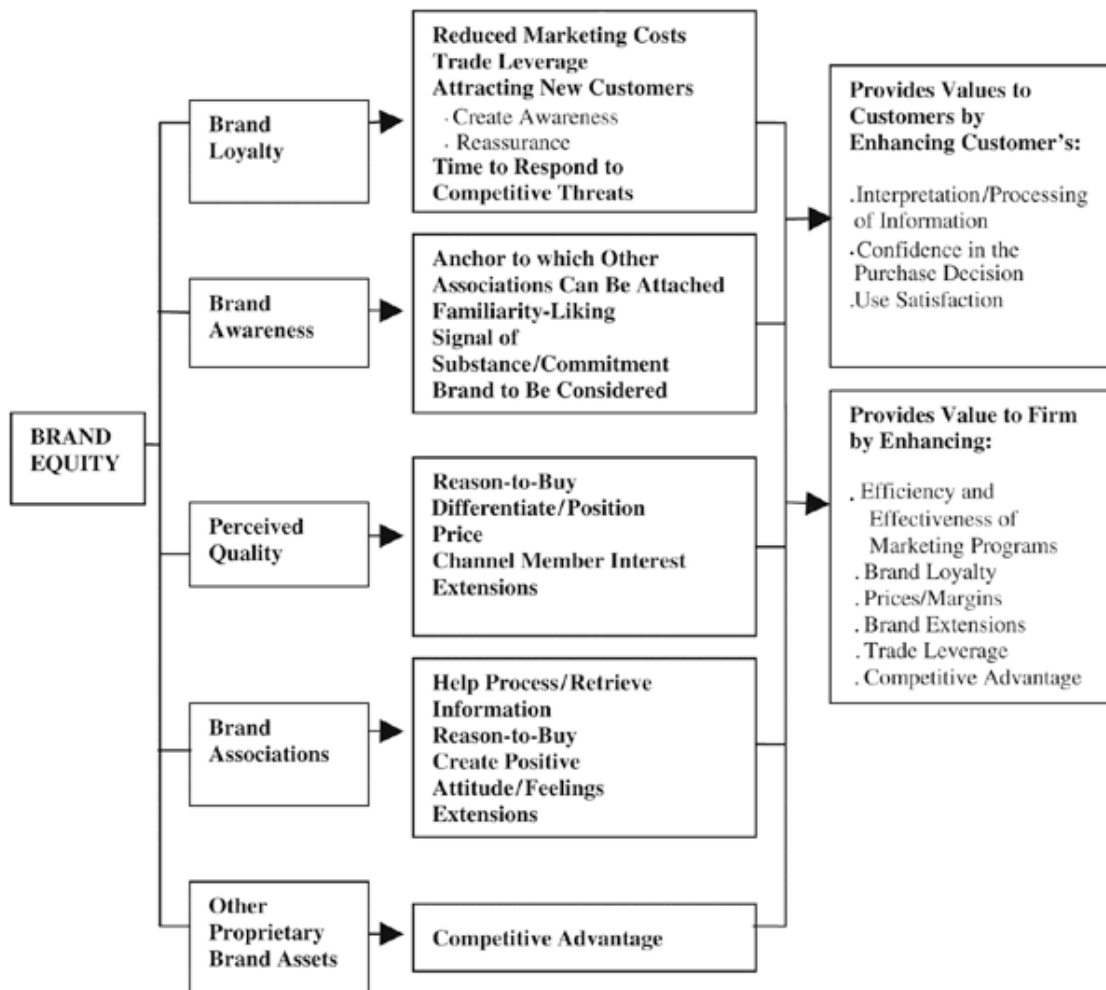 BRAND
EQUITY
Brand
Loyalty
Reduced Marketing Costs
Trade Leverage
Attracting New Customers
· Create Awareness
· Reassurance
Time to Respond to
Competitive Threats
Brand
Awareness
Anchor to which Other
Associations Can Be Attached
Familiarity-Liking
Signal of
Substance/Commitment
Brand to Be Considered
Perceived
Quality
Reason-to-Buy
Differentiate/Position
Price
Channel Member Interest
Extensions
Brand
Associations
Help Process/Retrieve
Information
Reason-to-Buy
Create Positive
Attitude/Feelings
Extensions
Other
Proprietary
Brand Assets
Competitive Advantage
Provides Values to
Customers by
Enhancing Customer's:
.Interpretation/Processing
of Information
.Confidence in the
Purchase Decision
.Use Satisfaction
Provides Value to Firm
by Enhancing:
. Efficiency and
Effectiveness of
Marketing Programs
. Brand Loyalty
. Prices/Margins
. Brand Extensions
. Trade Leverage
. Competitive Advantage